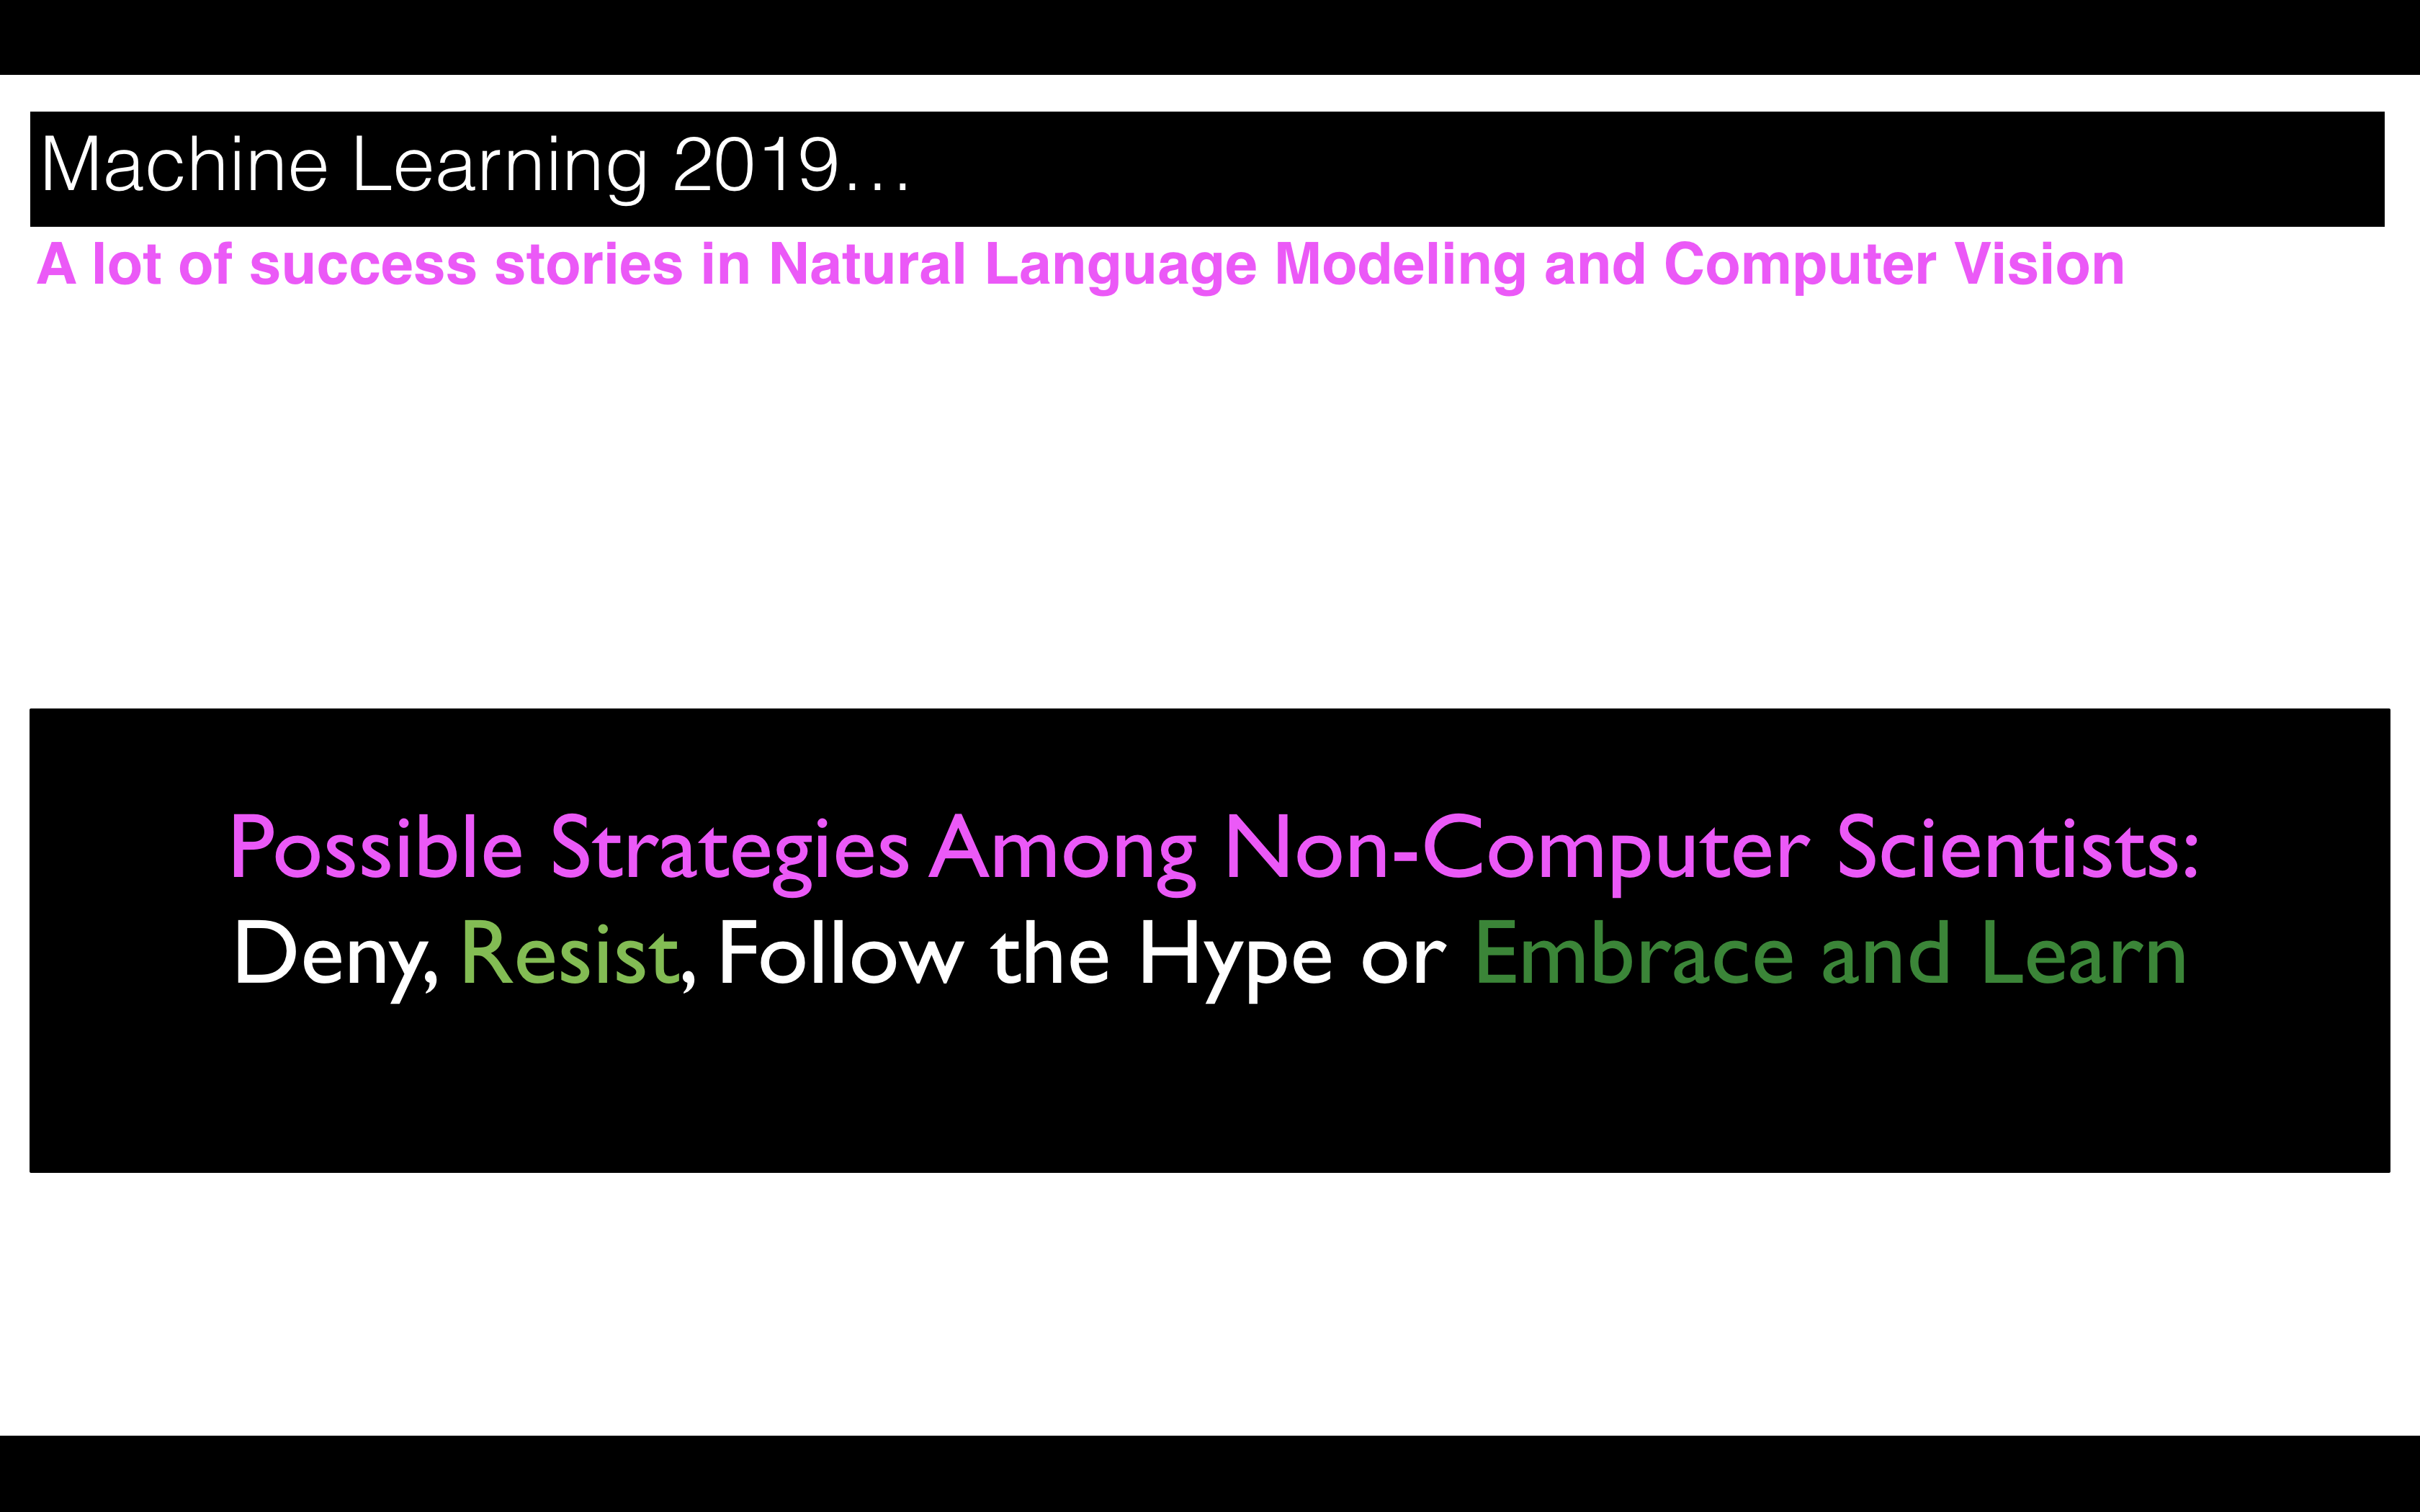 Machine Learning 2019…
A lot of success stories in Natural Language Modeling and Computer Vision
Possible Strategies Among Non-Computer Scientists:
Deny, Resist, Follow the Hype or Embrace and Learn